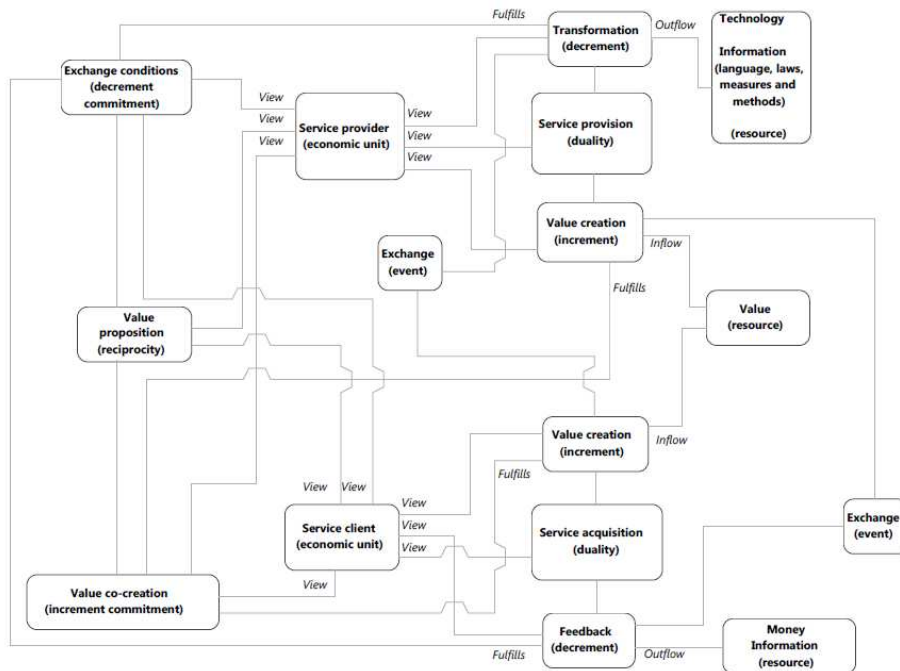 Fulfills
Transformation
(decrement)
Outflow
Technology
Information
(language, laws,
measures and
methods)
(resource)
Exchange conditions
(decrement
commitment)
View
View
View
Service provider
(economic unit)
View
View
View
Service provision
(duality)
Value creation
(increment)
Inflow
Exchange
(event)
Fulfills
Value
(resource)
Value
proposition
(reciprocity)
Value creation
(increment)
Inflow
Fulfills
View
View
View
View
View
Service client
(economic unit)
Service acquisition
(duality)
Exchange
(event)
Value co-creation
(increment commitment)
View
Feedback
(decrement)
Fulfills
Outflow
Money
Information
(resource)